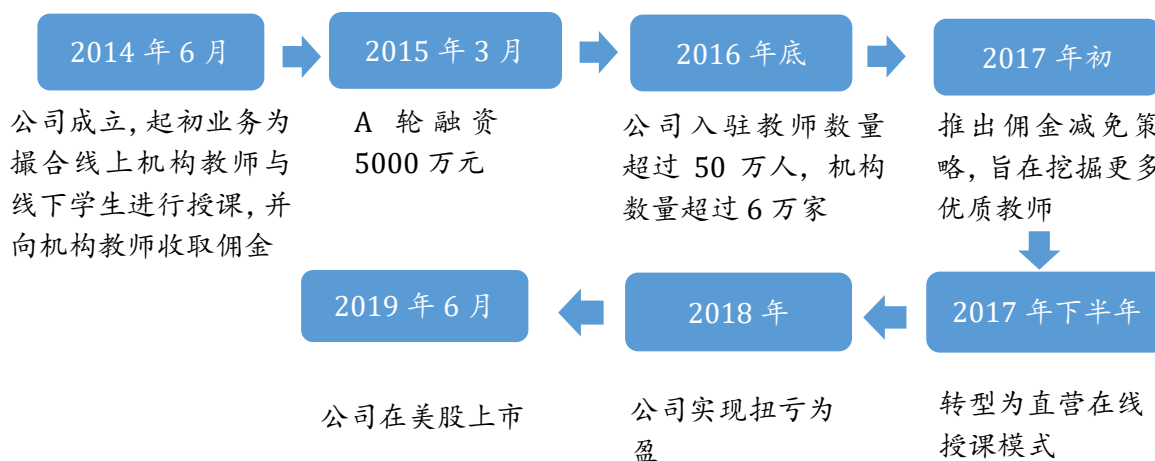 2014 年 6 月
公司成立，起初业务为
撮合线上机构教师与
线下学生进行授课，并
向机构教师收取佣金
2015 年 3 月
A 轮融资
5000 万元
2016 年底
公司入驻教师数量
超过 50 万人，机构
数量超过 6 万家
2017 年初
推出佣金减免策
略，旨在挖掘更多
优质教师
2017 年下半年
转型为直营在线
授课模式
2018 年
公司实现扭亏为
盈
2019 年 6 月
公司在美股上市